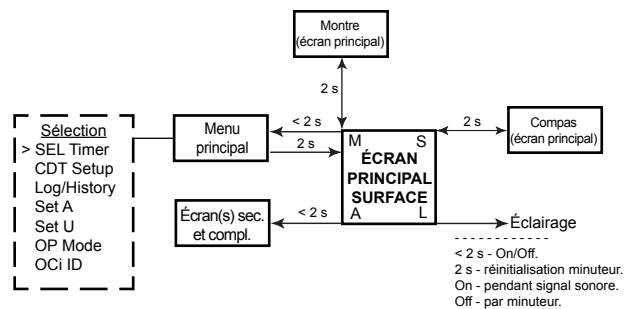 Montre
(écran principal)
2 s
Sélection
> SEL Timer
CDT Setup
Log/History
Set A
Set U
OP Mode
OCi ID
Menu
principal
< 2 s
2 s
M S
ÉCRAN
PRINCIPAL
SURFACE
A L
2 s
Compas
(écran principal)
Écran(s) sec.
et compl.
< 2 s
Éclairage
< 2 s - On/Off.
2 s - réinitialisation minuteur.
On - pendant signal sonore.
Off - par minuteur.